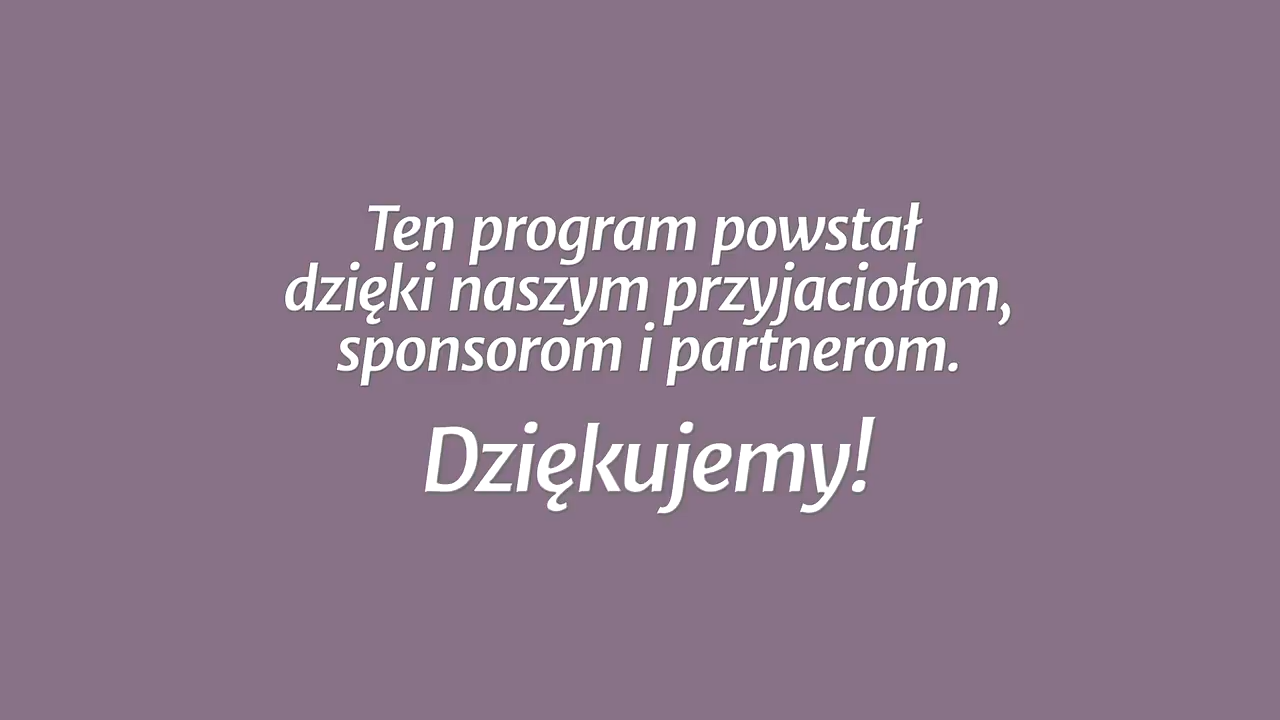 Ten program powstał
dzięki naszym przyjaciołom,
sponsorom i partnerom.
Dziękujemy!